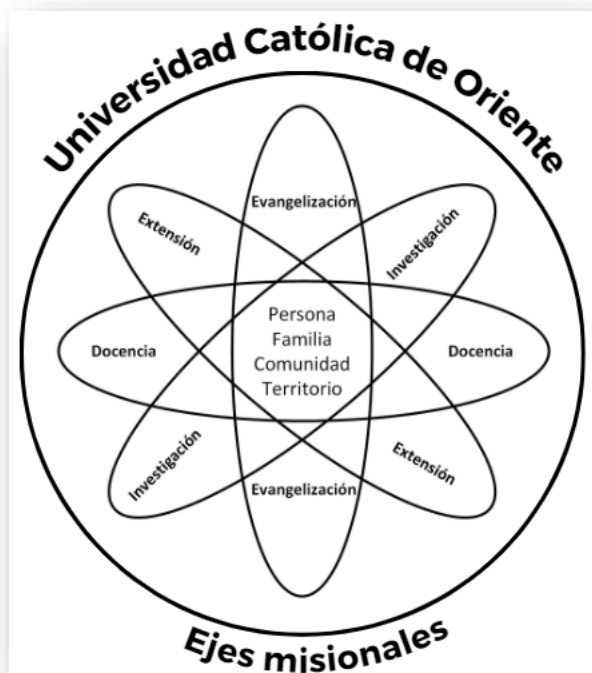 Universidad Católica de Oriente
Evangelización
Extensión
Investigación
Persona
Familia
Comunidad
Territorio
Docencia
Docencia
Investigación
Extensión
Evangelización
Ejes misionales